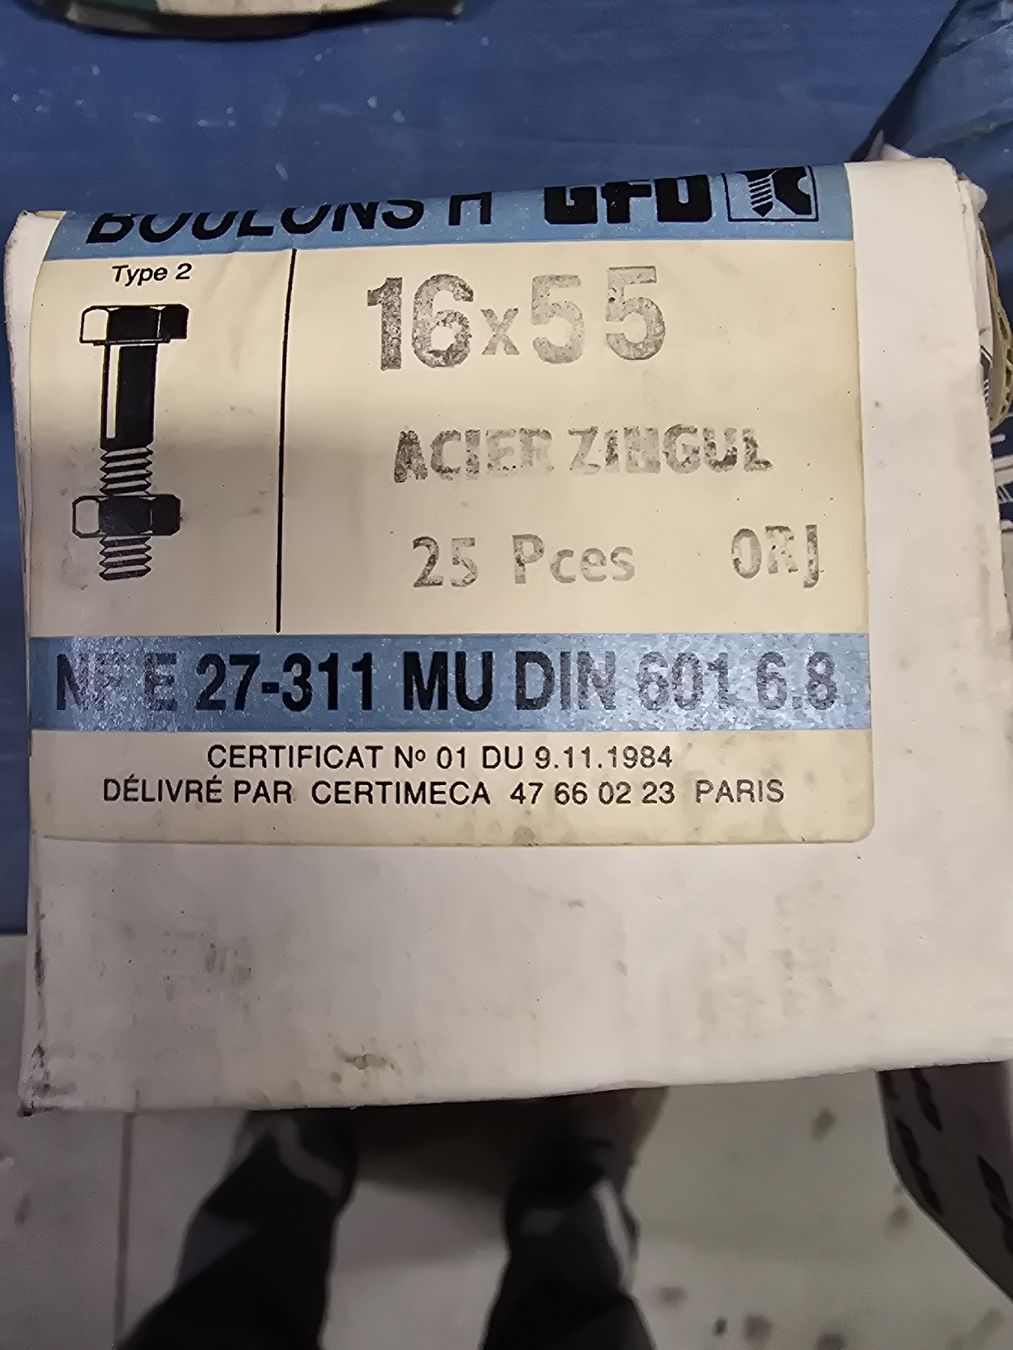 BOULONS H GFD
Type 2
16x55
ACIER ZINGUL
25 Pces ORJ
NF E 27-311 MU DIN 601 6.8
CERTIFICAT Nº 01 DU 9.11.1984
DÉLIVRÉ PAR CERTIMECA 47 66 02 23 PARIS